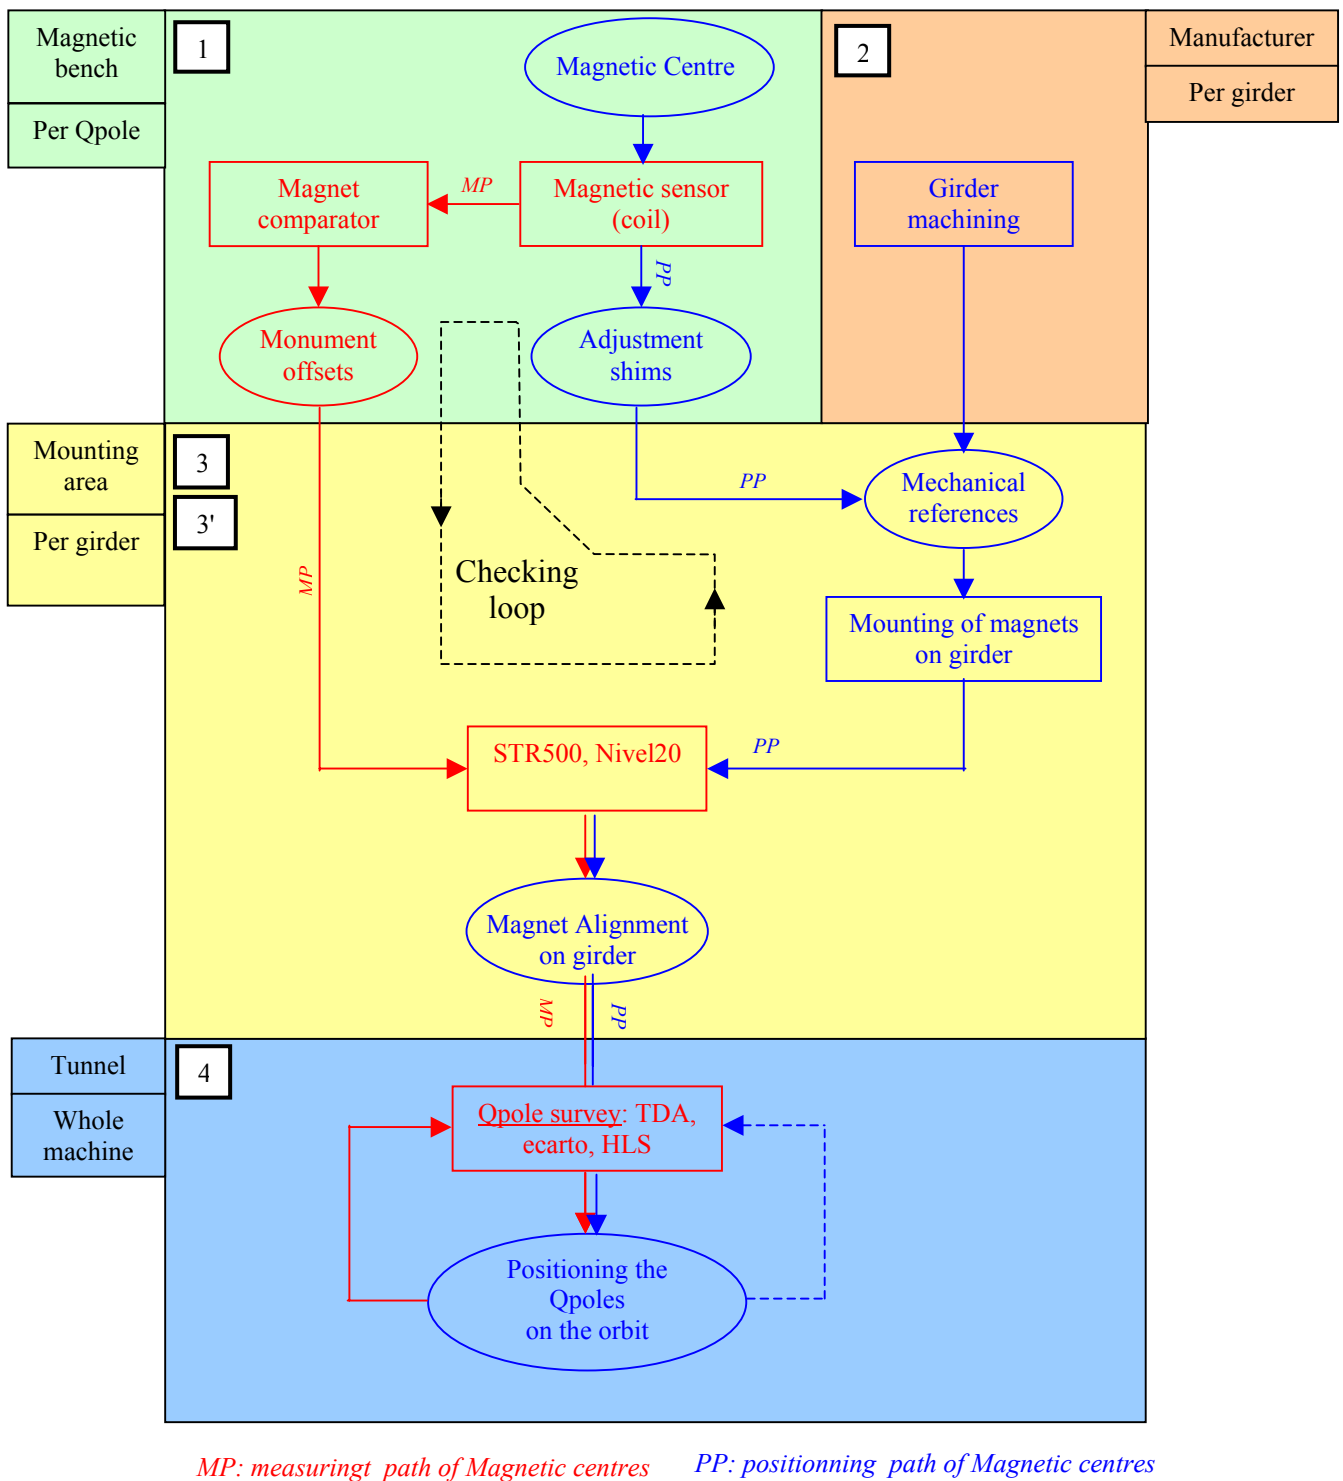 Magnetic
bench
Per Qpole
1
Magnetic Centre
2
Manufacturer
Per girder
Magnet
comparator
MP
Magnetic sensor
(coil)
Girder
machining
PP
Monument
offsets
Adjustment
shims
Mounting
area
Per girder
3
3'
PP
Mechanical
references
MP
Checking
loop
Mounting of magnets
on girder
STR500, Nivel20
PP
Magnet Alignment
on girder
MP
PP
Tunnel
Whole
machine
4
Qpole survey: TDA,
ecarto, HLS
Positioning the
Qpoles
on the orbit
MP: measuringt path of Magnetic centres
PP: positionning path of Magnetic centres